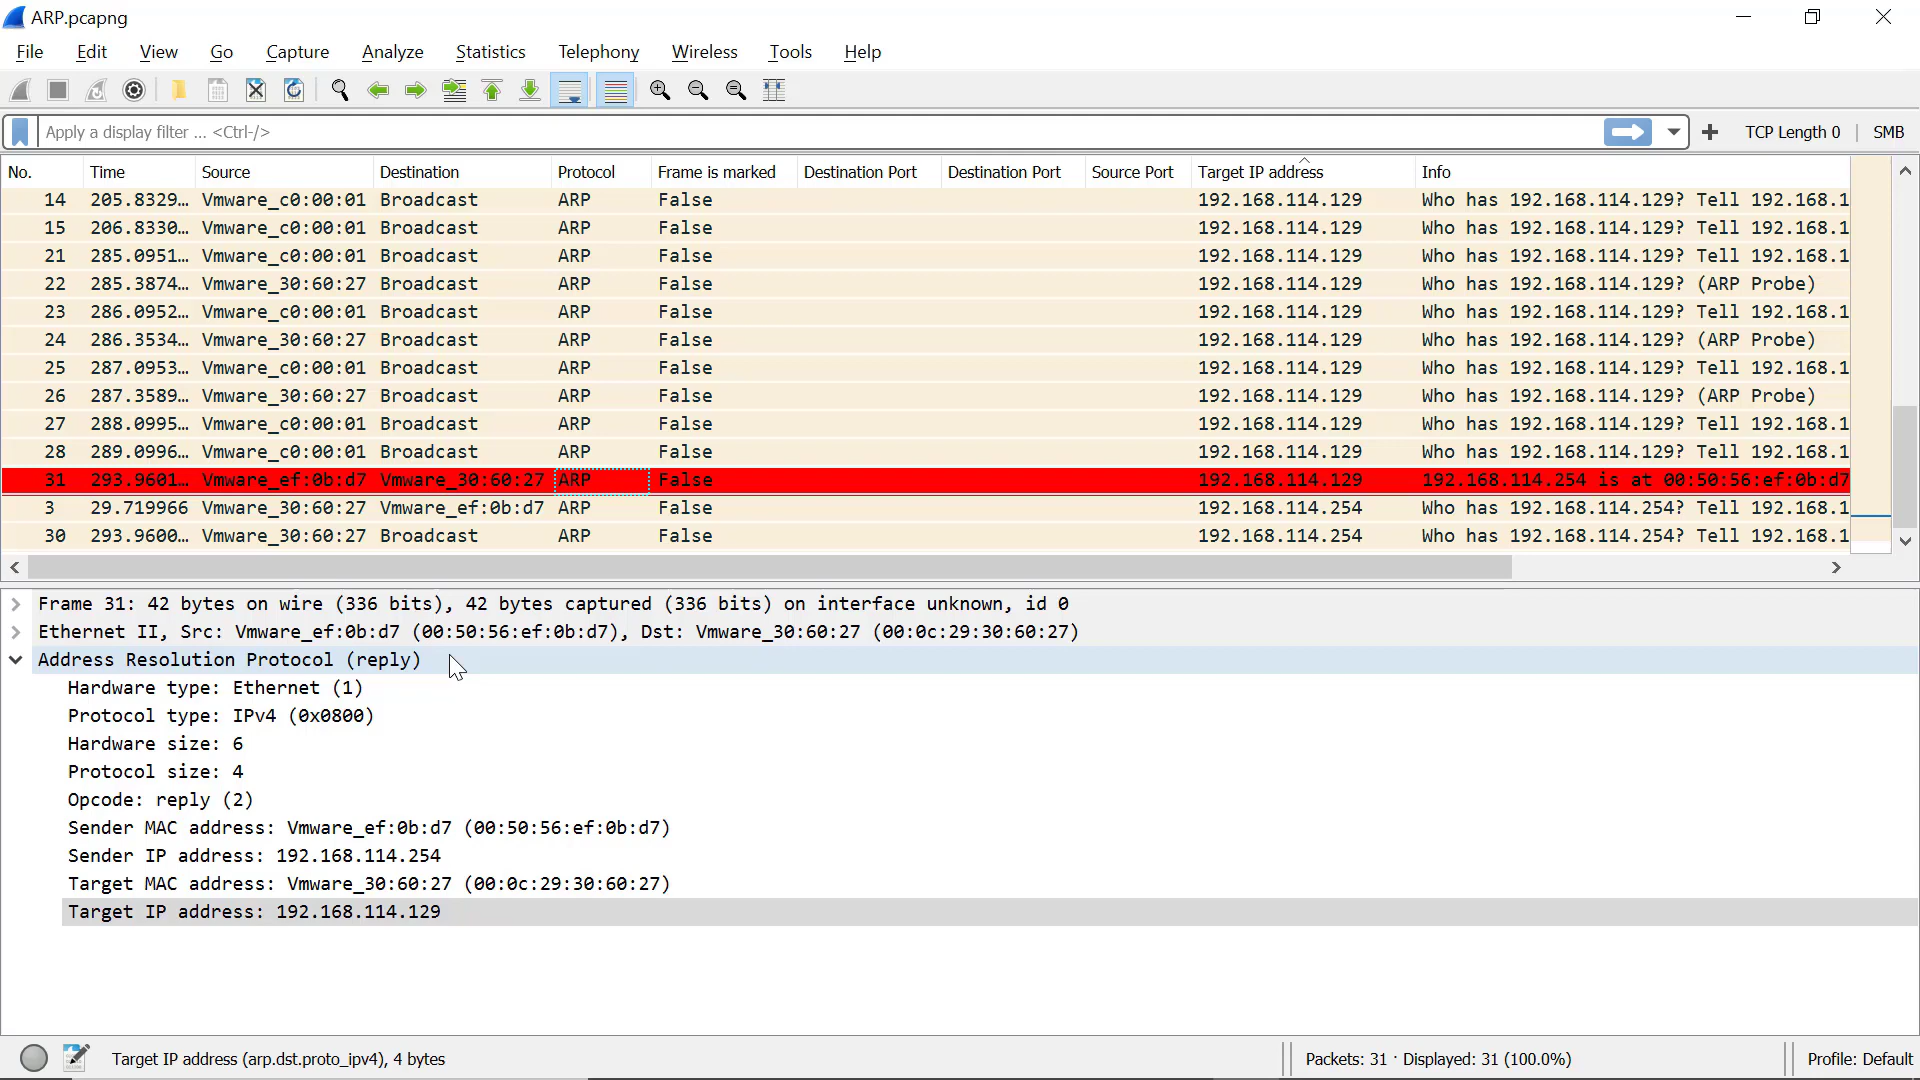 ARP.pcapng
File Edit View Go Capture Analyze Statistics Telephony Wireless Tools Help
Apply a display filter ... <Ctrl-/> TCP Length 0 SMB
No. Time Source Destination Protocol Frame is marked Destination Port Destination Port Source Port Target IP address Info
14 205.8329… Vmware_c0:00:01 Broadcast ARP False 192.168.114.129 Who has 192.168.114.129? Tell 192.168.1
15 206.8330… Vmware_c0:00:01 Broadcast ARP False 192.168.114.129 Who has 192.168.114.129? Tell 192.168.1
21 285.0951… Vmware_c0:00:01 Broadcast ARP False 192.168.114.129 Who has 192.168.114.129? Tell 192.168.1
22 285.3874… Vmware_30:60:27 Broadcast ARP False 192.168.114.129 Who has 192.168.114.129? (ARP Probe)
23 286.0952… Vmware_c0:00:01 Broadcast ARP False 192.168.114.129 Who has 192.168.114.129? Tell 192.168.1
24 286.3534… Vmware_30:60:27 Broadcast ARP False 192.168.114.129 Who has 192.168.114.129? (ARP Probe)
25 287.0953… Vmware_c0:00:01 Broadcast ARP False 192.168.114.129 Who has 192.168.114.129? Tell 192.168.1
26 287.3589… Vmware_30:60:27 Broadcast ARP False 192.168.114.129 Who has 192.168.114.129? (ARP Probe)
27 288.0995… Vmware_c0:00:01 Broadcast ARP False 192.168.114.129 Who has 192.168.114.129? Tell 192.168.1
28 289.0996… Vmware_c0:00:01 Broadcast ARP False 192.168.114.129 Who has 192.168.114.129? Tell 192.168.1
31 293.9601… Vmware_ef:0b:d7 Vmware_30:60:27 ARP False 192.168.114.129 192.168.114.254 is at 00:50:56:ef:0b:d7
3 29.719966 Vmware_30:60:27 Vmware_ef:0b:d7 ARP False 192.168.114.254 Who has 192.168.114.254? Tell 192.168.1
30 293.9600… Vmware_30:60:27 Broadcast ARP False 192.168.114.254 Who has 192.168.114.254? Tell 192.168.1
Frame 31: 42 bytes on wire (336 bits), 42 bytes captured (336 bits) on interface unknown, id 0
Ethernet II, Src: Vmware_ef:0b:d7 (00:50:56:ef:0b:d7), Dst: Vmware_30:60:27 (00:0c:29:30:60:27)
Address Resolution Protocol (reply)
Hardware type: Ethernet (1)
Protocol type: IPv4 (0x0800)
Hardware size: 6
Protocol size: 4
Opcode: reply (2)
Sender MAC address: Vmware_ef:0b:d7 (00:50:56:ef:0b:d7)
Sender IP address: 192.168.114.254
Target MAC address: Vmware_30:60:27 (00:0c:29:30:60:27)
Target IP address: 192.168.114.129
Target IP address (arp.dst.proto_ipv4), 4 bytes Packets: 31 · Displayed: 31 (100.0%) Profile: Default